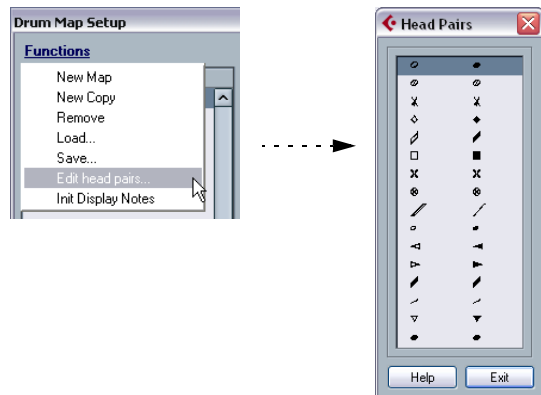 Drum Map Setup
Functions
New Map
New Copy
Remove
Load...
Save...
Edit head pairs...
Init Display Notes
Head Pairs
Help
Exit